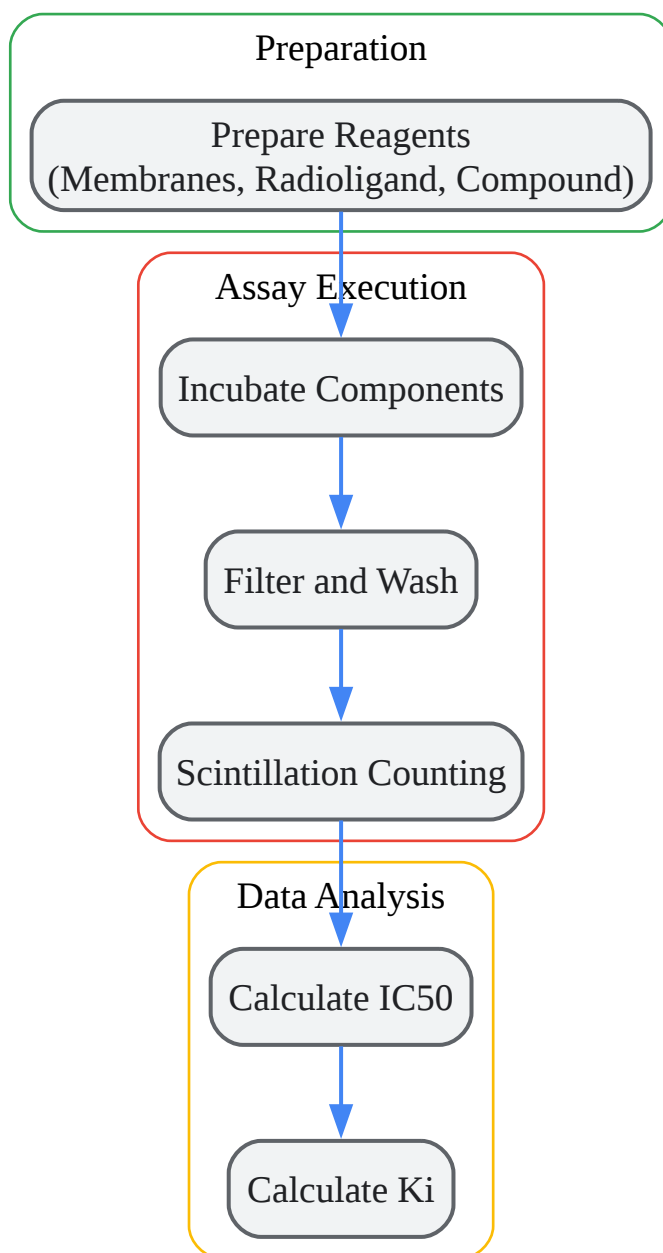 Preparation
Prepare Reagents
(Membranes, Radioligand, Compound)
Assay Execution
Incubate Components
Filter and Wash
Scintillation Counting
Data Analysis
Calculate IC50
Calculate Ki